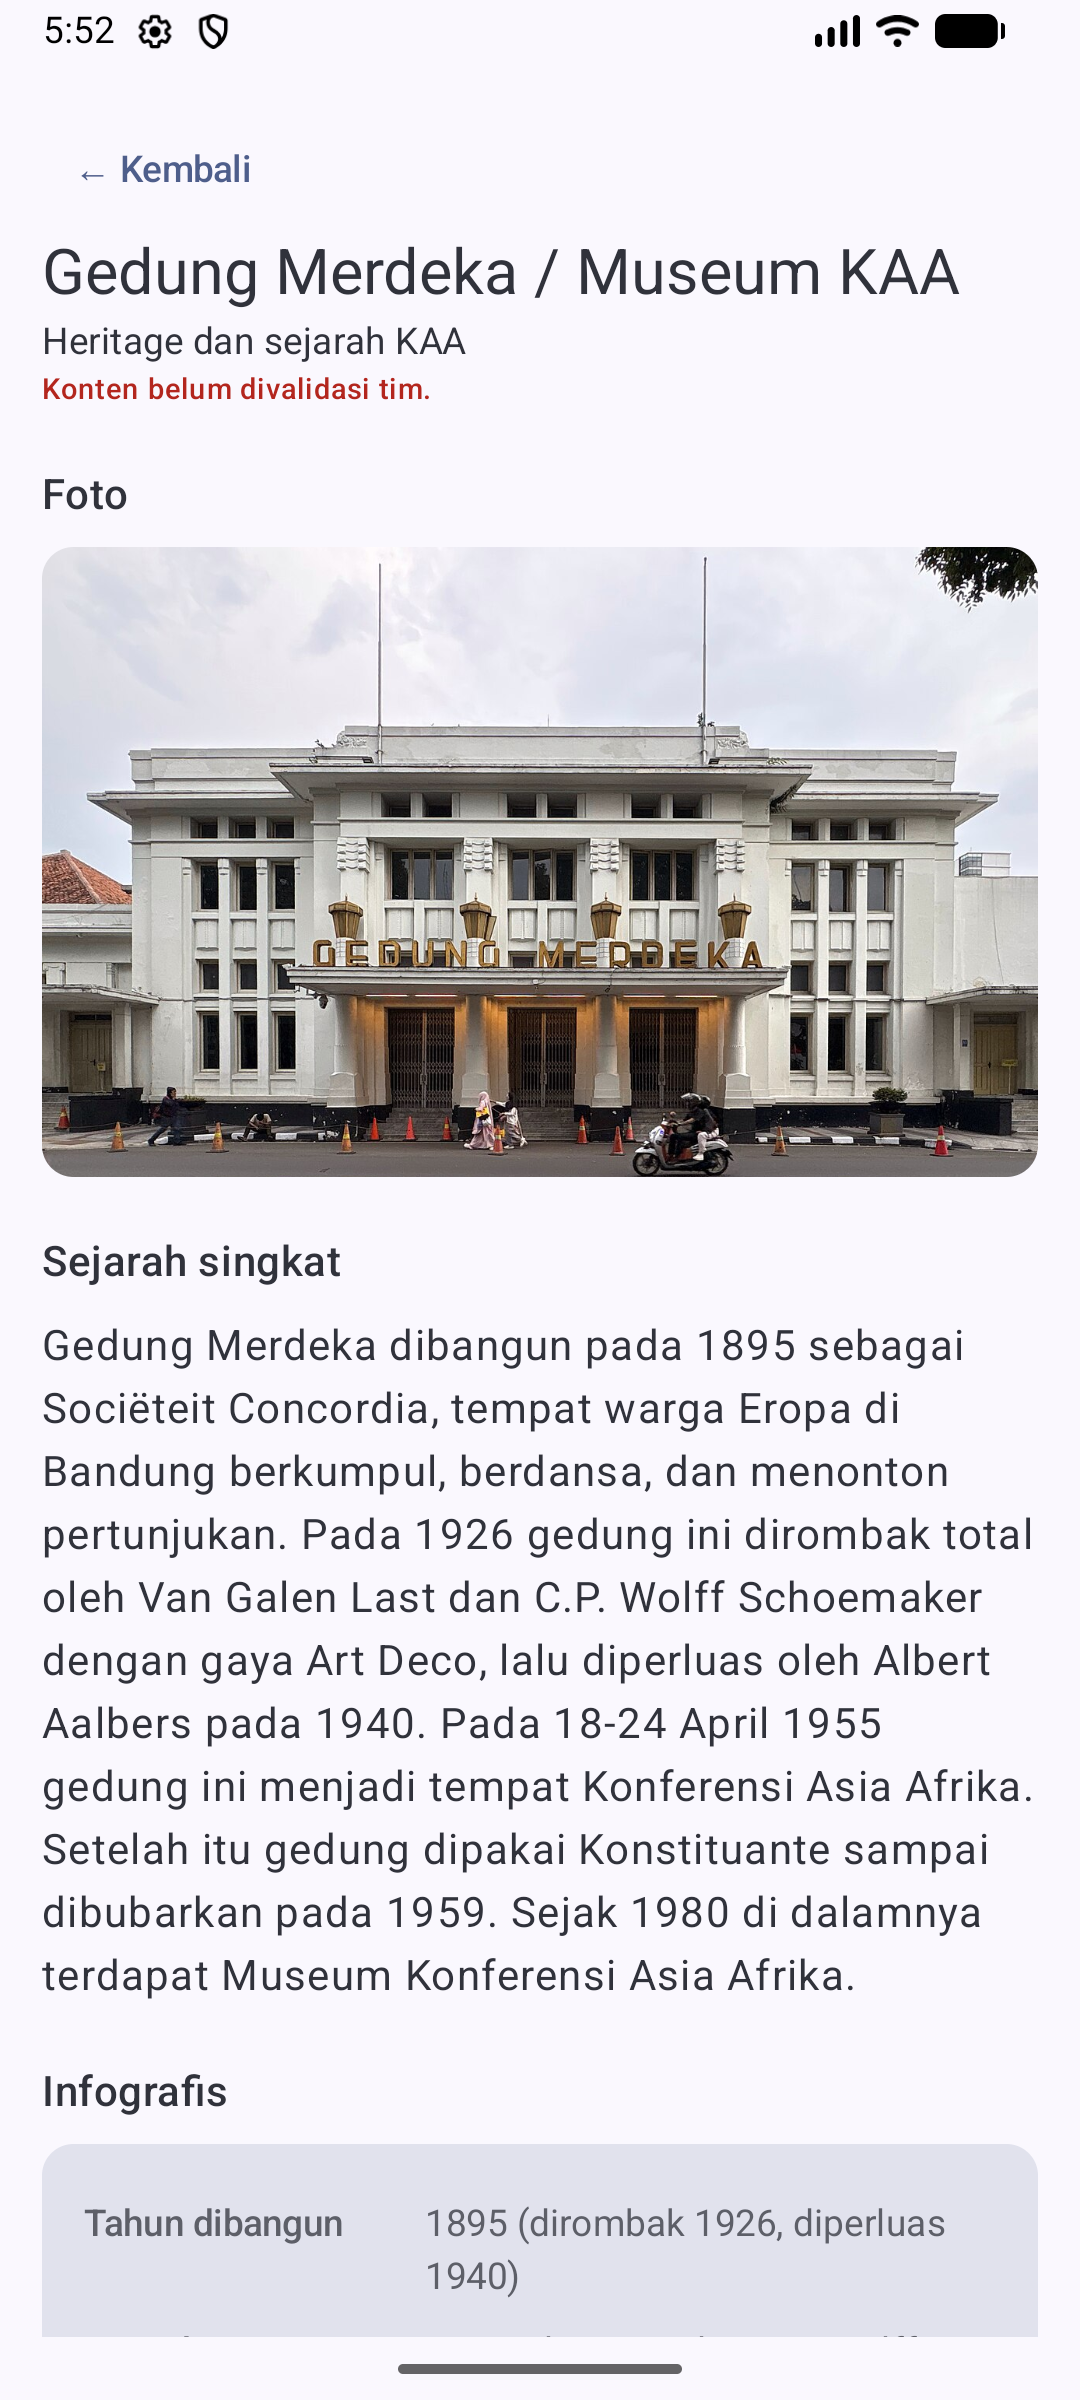 5:52
← Kembali
Gedung Merdeka / Museum KAA
Heritage dan sejarah KAA
Konten belum divalidasi tim.
Foto
GEDUNG MERDEKA
Sejarah singkat
Gedung Merdeka dibangun pada 1895 sebagai
Sociëteit Concordia, tempat warga Eropa di
Bandung berkumpul, berdansa, dan menonton
pertunjukan. Pada 1926 gedung ini dirombak total
oleh Van Galen Last dan C.P. Wolff Schoemaker
dengan gaya Art Deco, lalu diperluas oleh Albert
Aalbers pada 1940. Pada 18-24 April 1955
gedung ini menjadi tempat Konferensi Asia Afrika.
Setelah itu gedung dipakai Konstituante sampai
dibubarkan pada 1959. Sejak 1980 di dalamnya
terdapat Museum Konferensi Asia Afrika.
Infografis
Tahun dibangun 1895 (dirombak 1926, diperluas
1940)